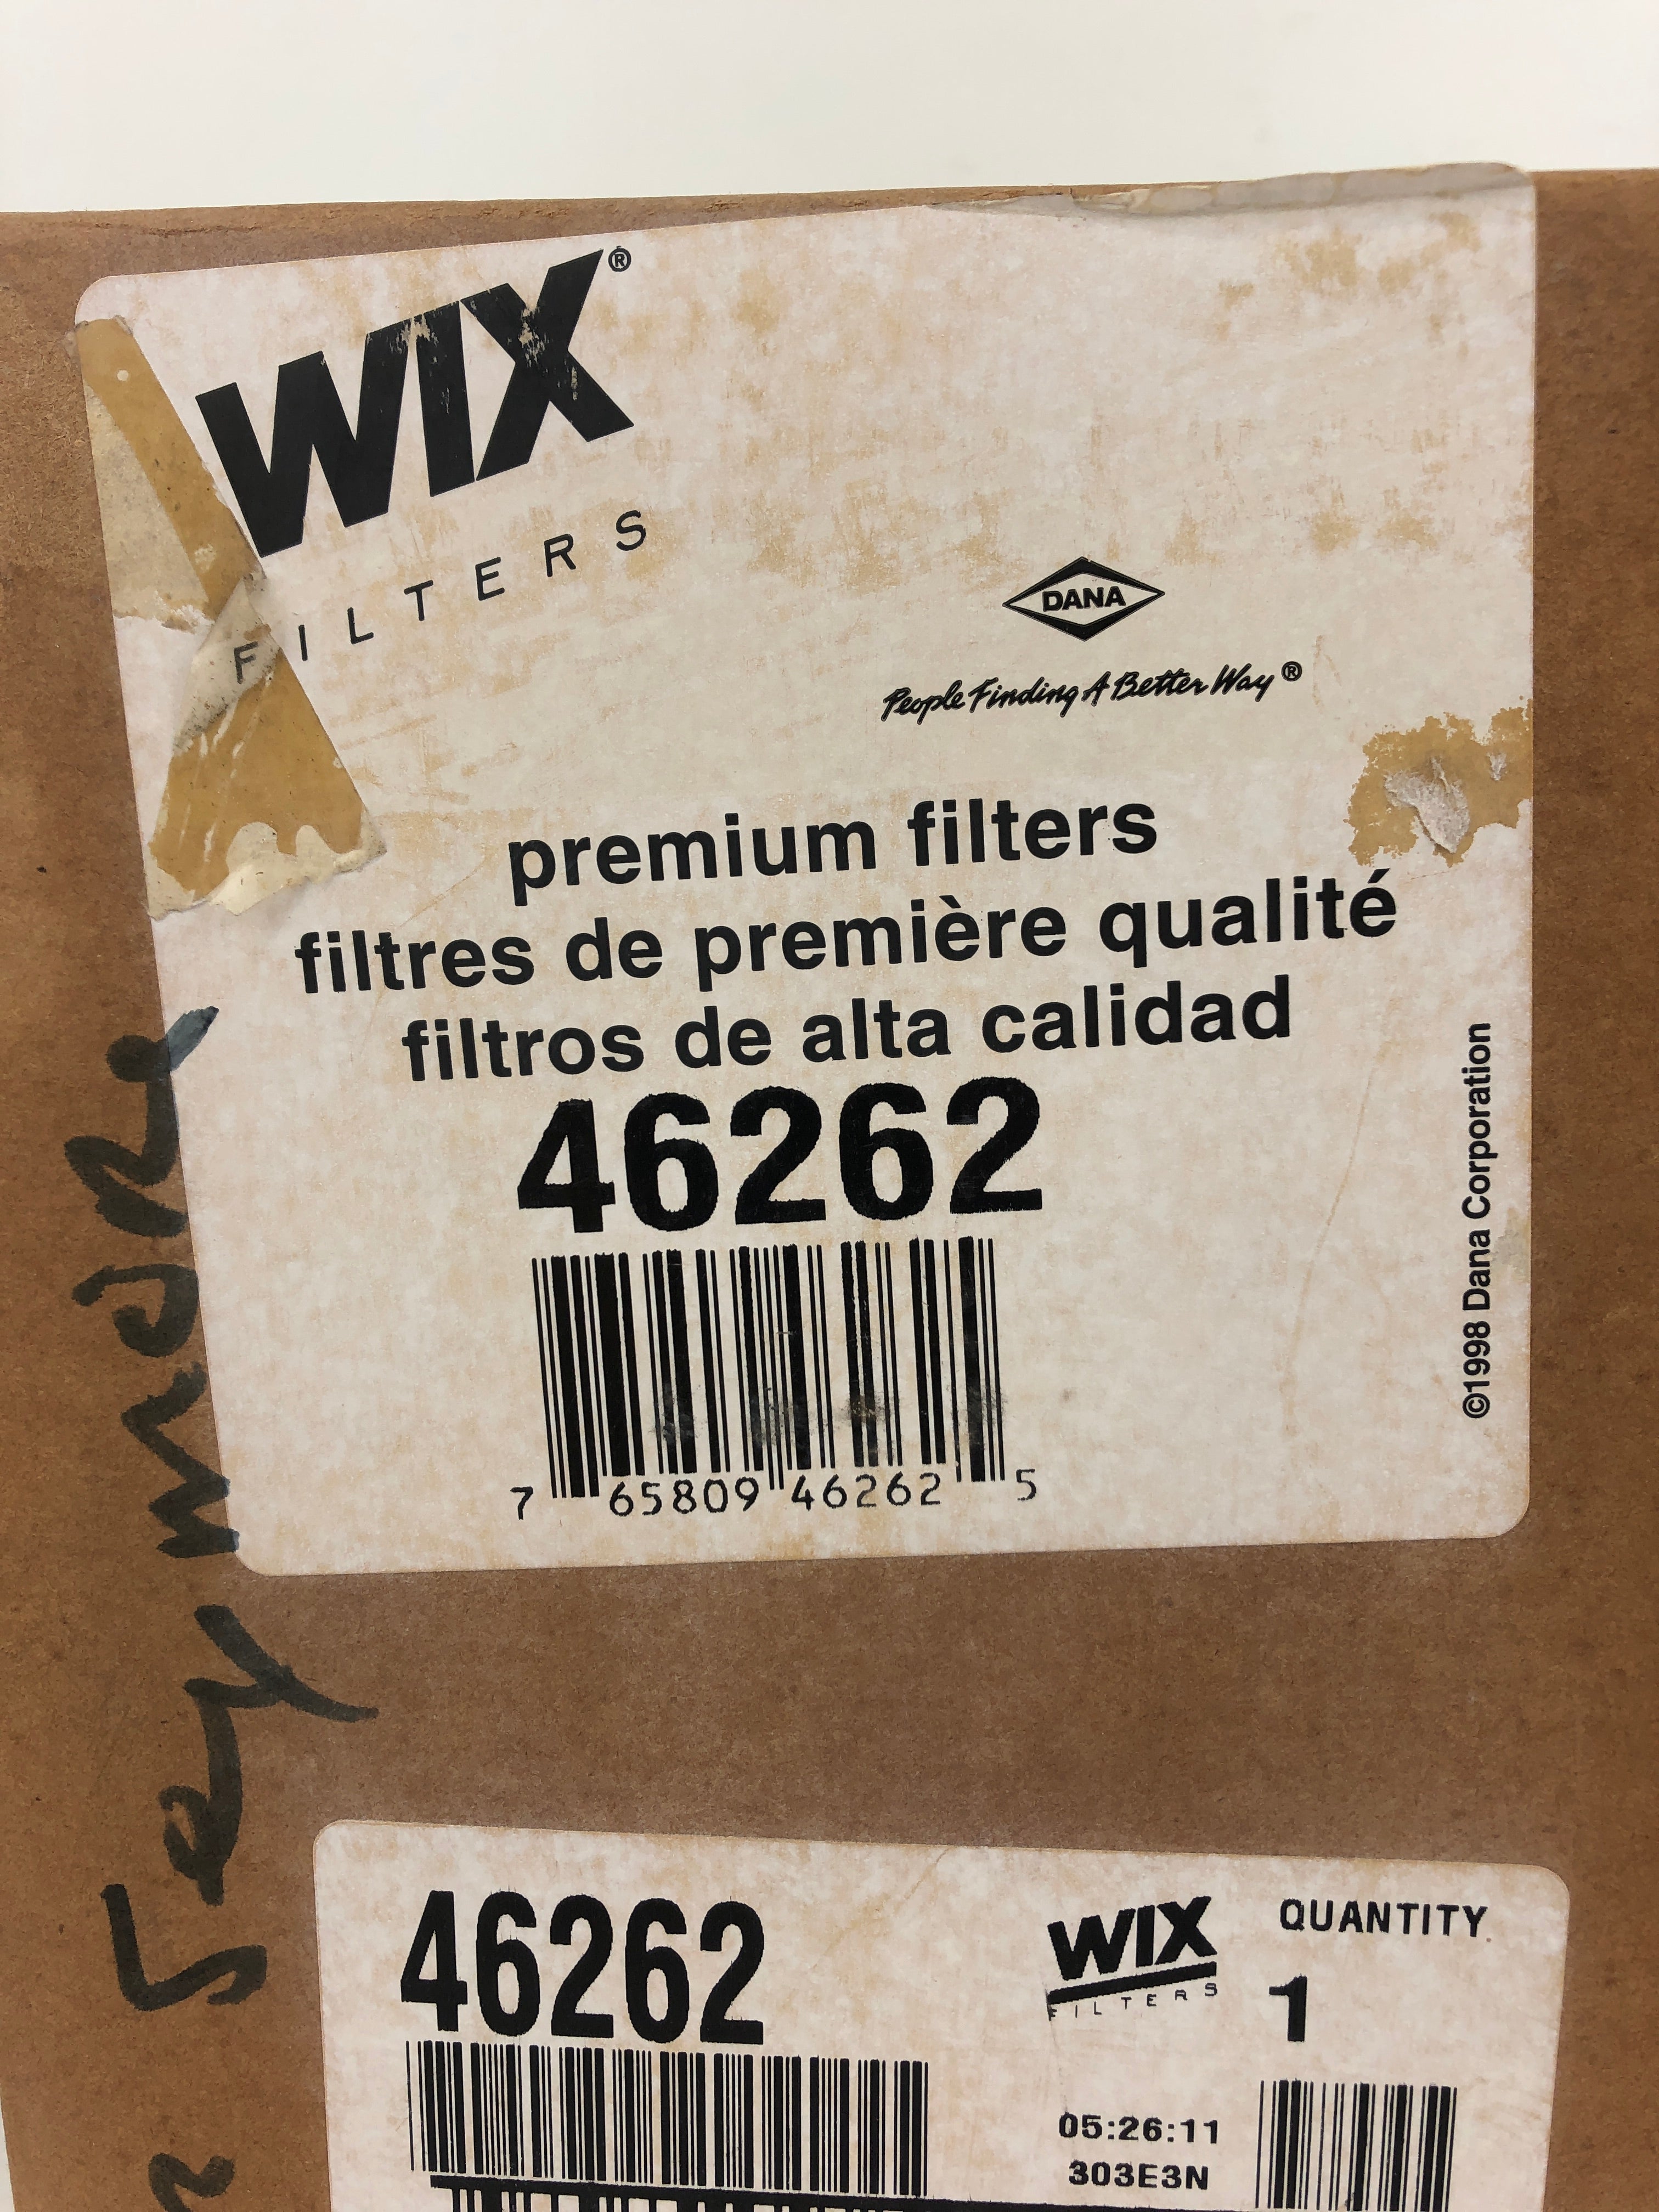 WIX®
FILTERS
DANA
People Finding A Better Way®
premium filters
filtres de première qualité
filtros de alta calidad
46262
7 65809 46262 5
©1998 Dana Corporation
46262
WIX
FILTERS
QUANTITY
1
05:26:11
303E3N